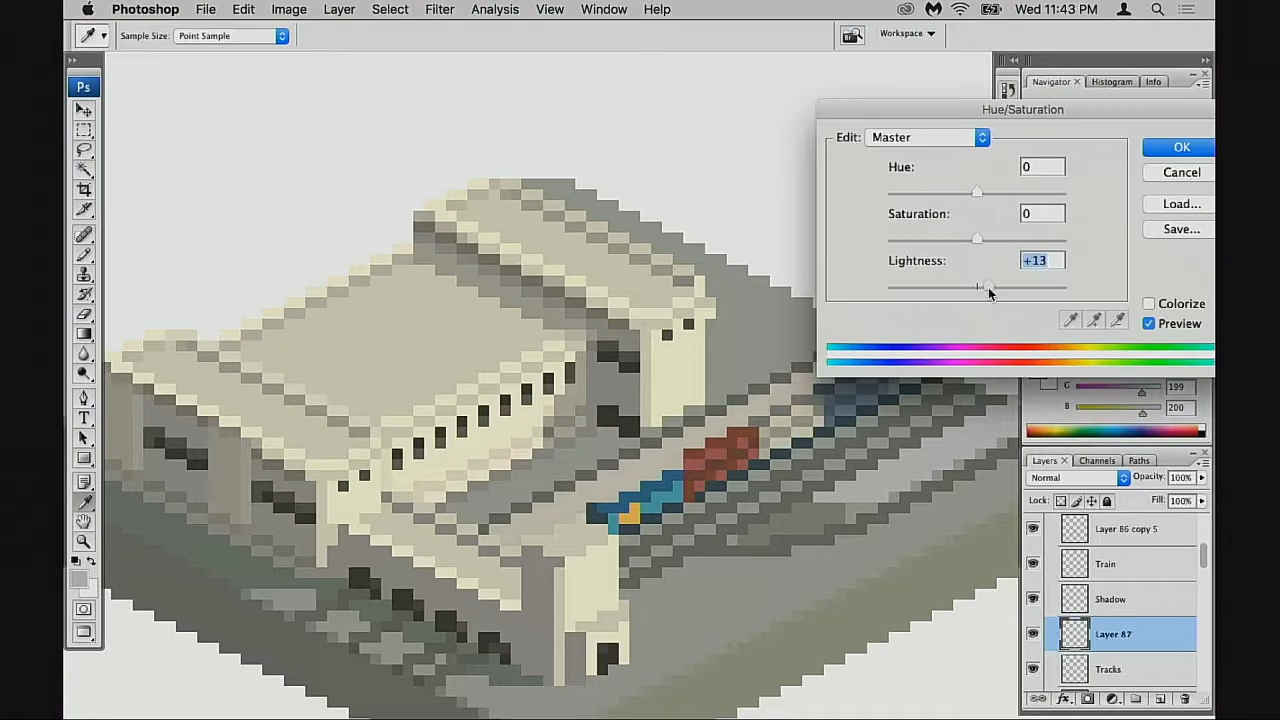 Photoshop File Edit Image Layer Select Filter Analysis View Window Help Wed 11:43 PM
Sample Size: Point Sample Workspace
Ps
Navigator Histogram Info
Hue/Saturation
Edit: Master OK
Hue: 0
Cancel
Load...
Saturation: 0
Save...
Lightness: +13
Colorize
Preview
G 199
B 200
Layers Channels Paths
Normal Opacity: 100%
Lock: Fill: 100%
Layer 86 copy 5
Train
Shadow
Layer 87
Tracks